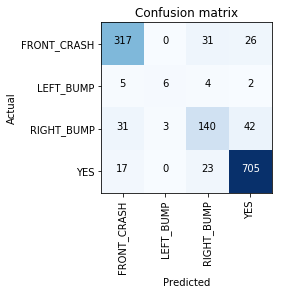 Confusion matrix
FRONT_CRASH 317 0 31 26
LEFT_BUMP 5 6 4 2
RIGHT_BUMP 31 3 140 42
YES 17 0 23 705
Actual
FRONT_CRASH
LEFT_BUMP
RIGHT_BUMP
YES
Predicted